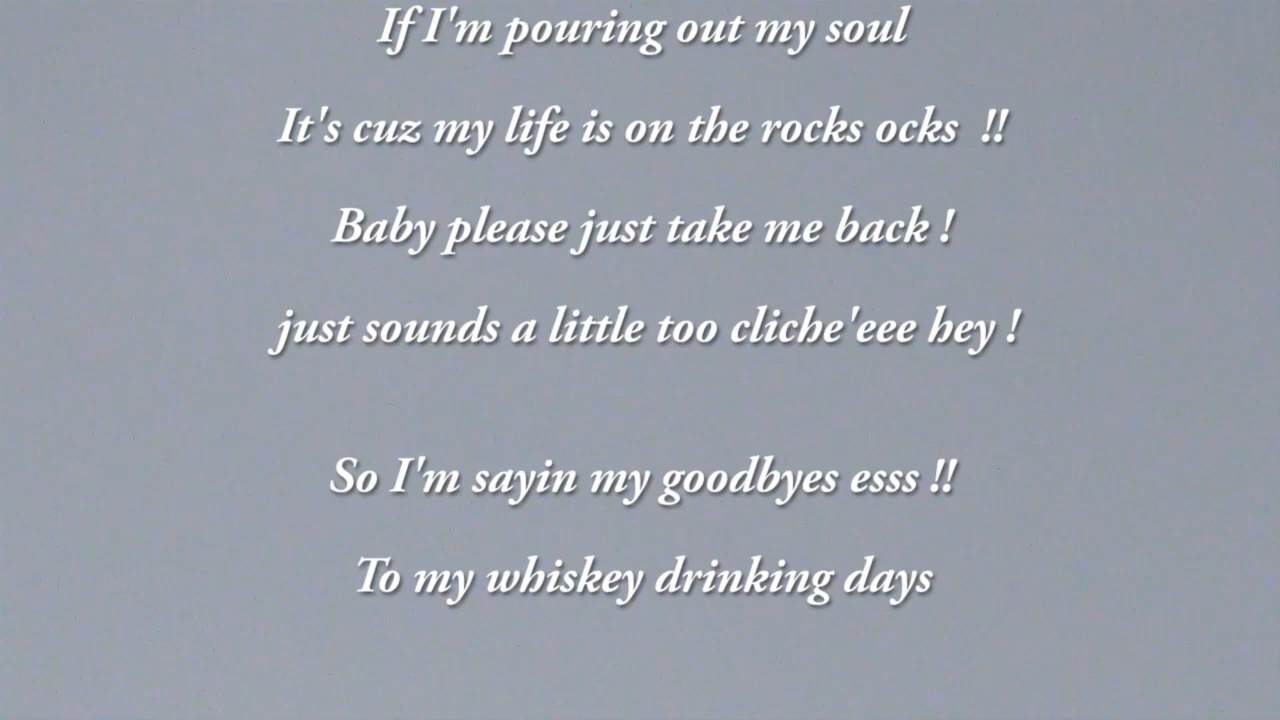 If I'm pouring out my soul
It's cuz my life is on the rocks ocks !!
Baby please just take me back !
just sounds a little too cliche'eee hey !
So I'm sayin my goodbyes esss !!
To my whiskey drinking days